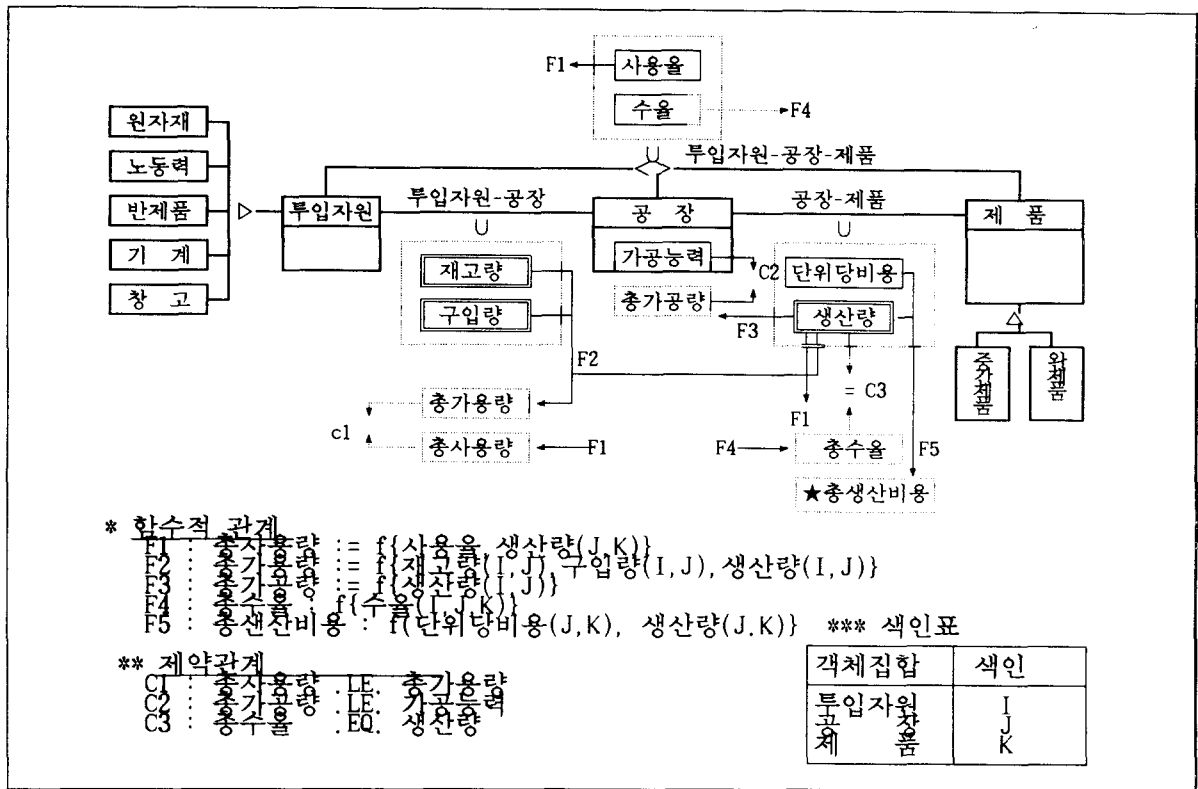 F1
사용율
수율
F4
원자재
노동력
반제품
기 계
창 고
투입자원-공장-제품
투입자원
투입자원-공장
공 장
공장-제품
제 품
재고량
구입량
가공능력
총가공량
C2
단위당비용
생산량
F3
F2
F1
= C3
중간제품
완제품
총가용량
c1
총사용량
F1
F4
총수율
F5
★총생산비용
* 함수적 관계
F1 : 총사용량 := f{사용율, 생산량(J,K)}
F2 : 총가용량 := f{재고량(I,J), 구입량(I,J), 생산량(I,J)}
F3 : 총가공량 := f{생산량(I,J)}
F4 : 총수율 : f{수율(I,J,K)}
F5 : 총생산비용 : f(단위당비용(J,K), 생산량(J.K)}
*** 색인표
** 제약관계
C1 : 총사용량 .LE. 총가용량
C2 : 총가공량 .LE. 가공능력
C3 : 총수율 .EQ. 생산량
객체집합 색인
투입자원 I
공 장 J
제 품 K